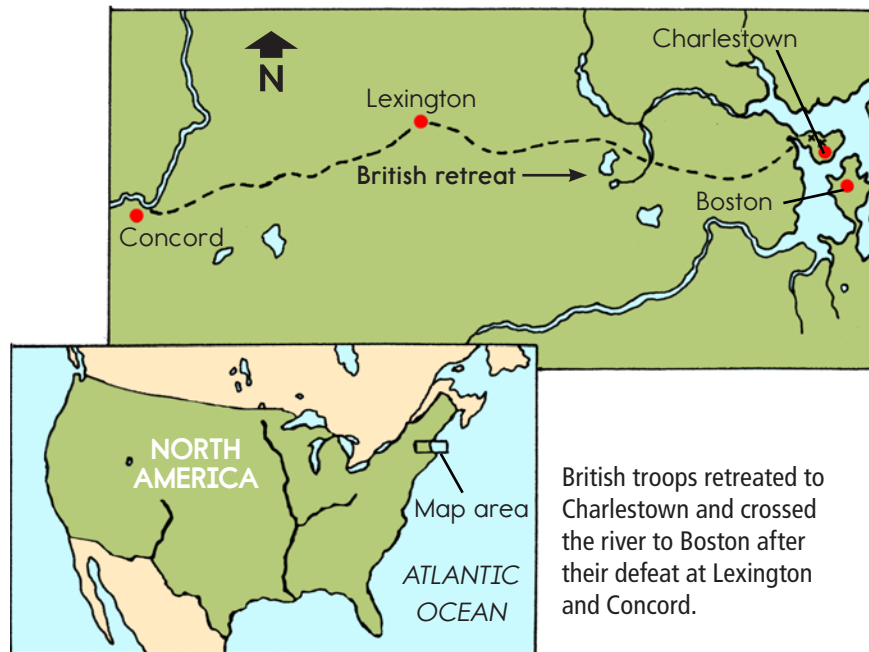 Charlestown
N
Lexington
British retreat
Boston
Concord
NORTH
AMERICA
Map area
ATLANTIC
OCEAN
British troops retreated to
Charlestown and crossed
the river to Boston after
their defeat at Lexington
and Concord.